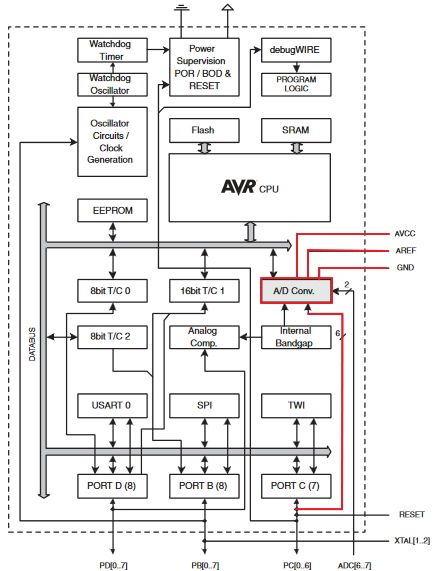 Watchdog
Timer
Power
Supervision
POR / BOD &
RESET
debugWIRE
Watchdog
Oscillator
PROGRAM
LOGIC
Oscillator
Circuits /
Clock
Generation
Flash
SRAM
AVR CPU
EEPROM
AVCC
AREF
GND
8bit T/C 0
16bit T/C 1
A/D Conv.
2
DATABUS
8bit T/C 2
Analog
Comp.
Internal
Bandgap
6
USART 0
SPI
TWI
PORT D (8)
PORT B (8)
PORT C (7)
RESET
XTAL[1..2]
PD[0..7]
PB[0..7]
PC[0..6]
ADC[6..7]